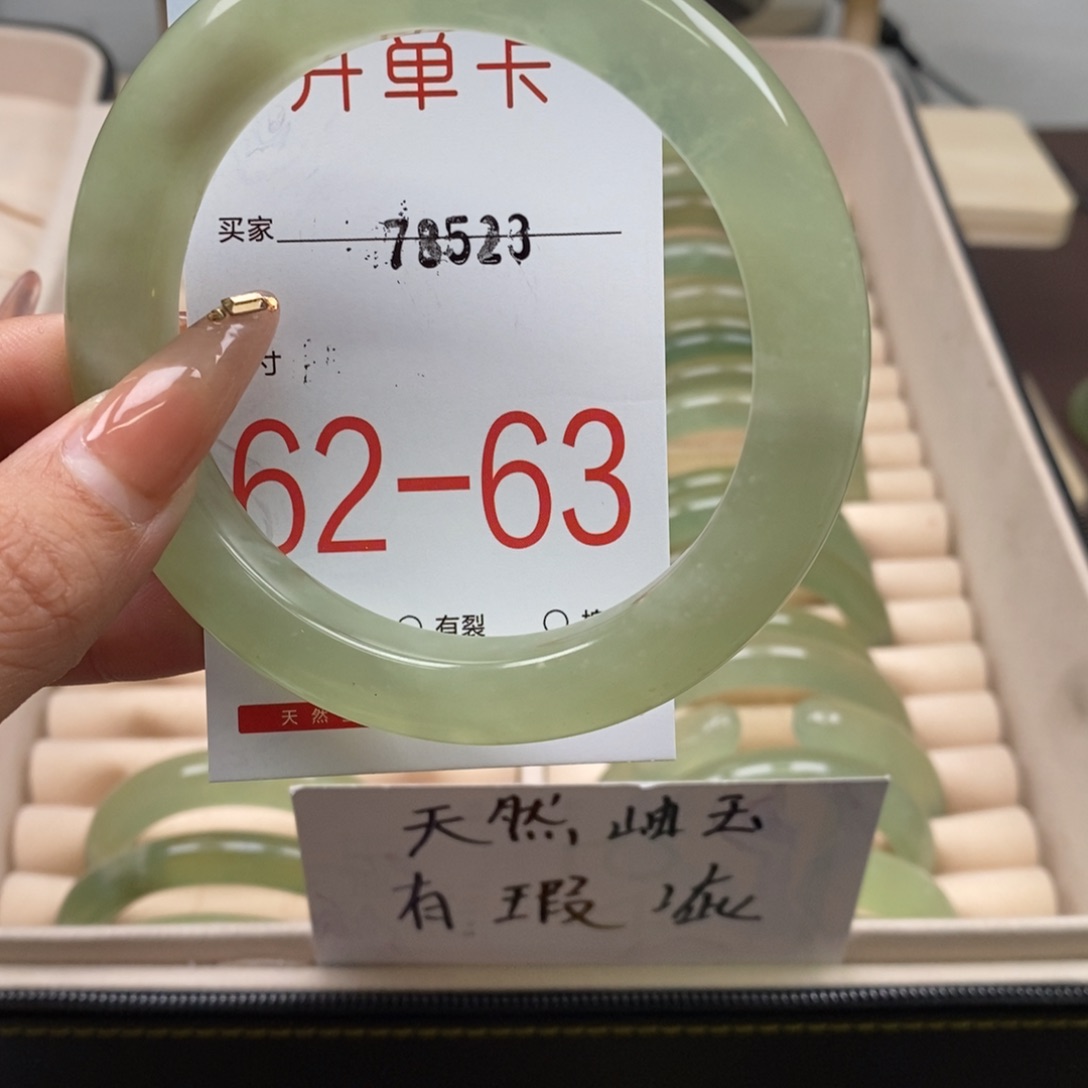 开单卡
买家 78523
寸
62-63
○ 有裂 ○
天然
天然岫玉
有瑕疵